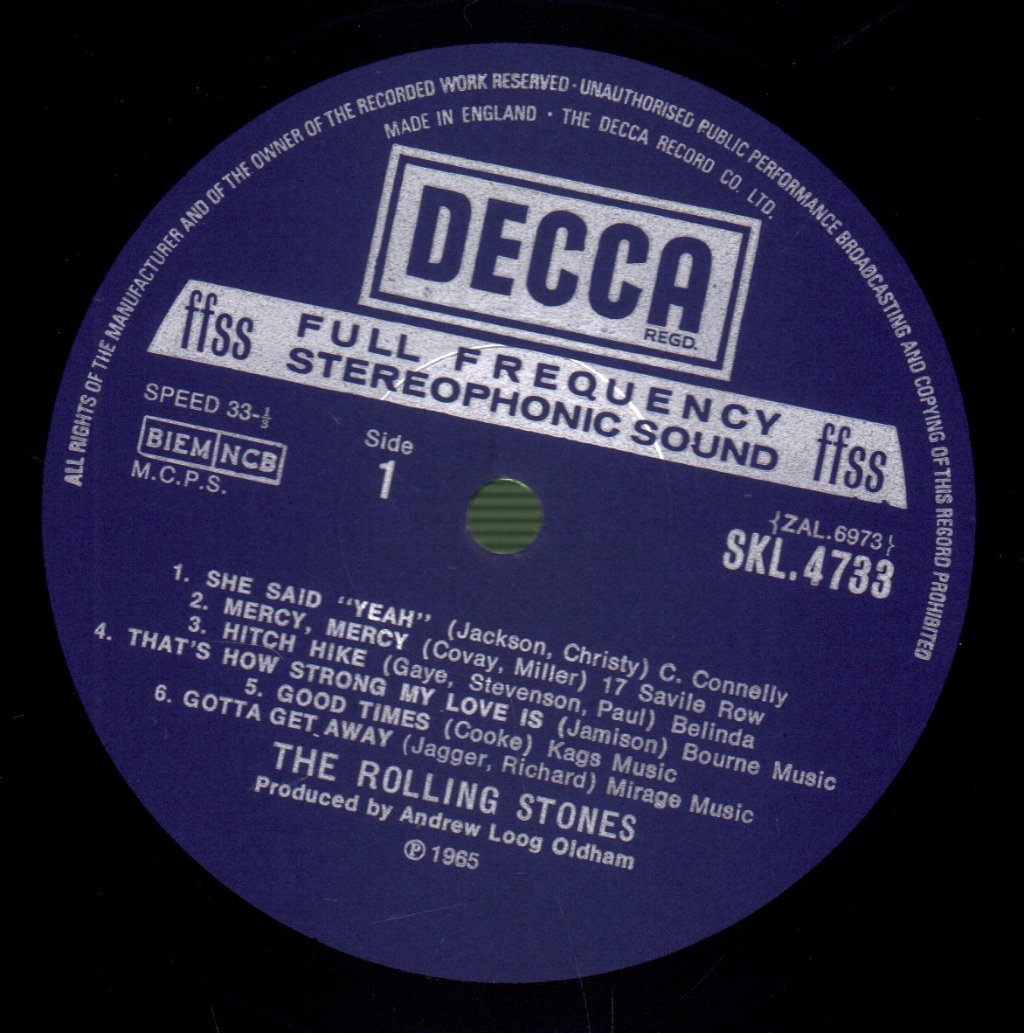 ALL RIGHTS OF THE MANUFACTURER AND OF THE OWNER OF THE RECORDED WORK RESERVED · UNAUTHORISED PUBLIC PERFORMANCE BROADCASTING AND COPYING OF THIS RECORD PROHIBITED
MADE IN ENGLAND · THE DECCA RECORD CO. LTD.
DECCA
REGD.
ffss FULL FREQUENCY ffss
STEREOPHONIC SOUND
SPEED 33-⅓
BIEM NCB
M.C.P.S.
Side
1
{ZAL.6973}
SKL.4733
1. SHE SAID "YEAH" (Jackson, Christy) C. Connelly
2. MERCY, MERCY (Covay, Miller) 17 Savile Row
3. HITCH HIKE (Gaye, Stevenson, Paul) Belinda
4. THAT'S HOW STRONG MY LOVE IS (Jamison) Bourne Music
5. GOOD TIMES (Cooke) Kags Music
6. GOTTA GET AWAY (Jagger, Richard) Mirage Music
THE ROLLING STONES
Produced by Andrew Loog Oldham
℗ 1965